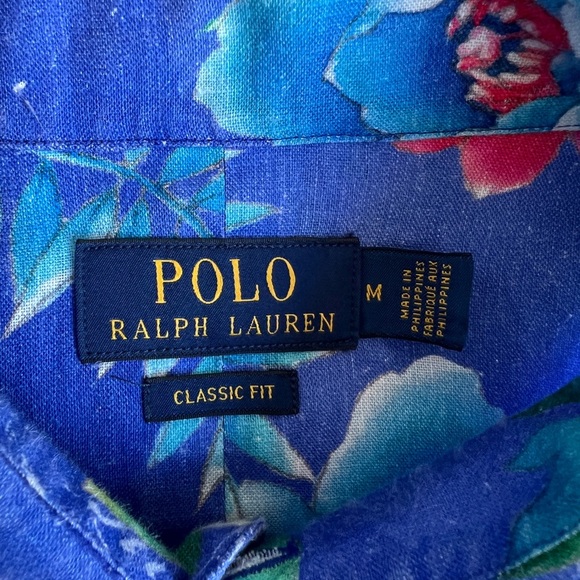 POLO
RALPH LAUREN
M
MADE IN
PHILIPPINES
FABRIQUÉ AUX
PHILIPPINES
CLASSIC FIT